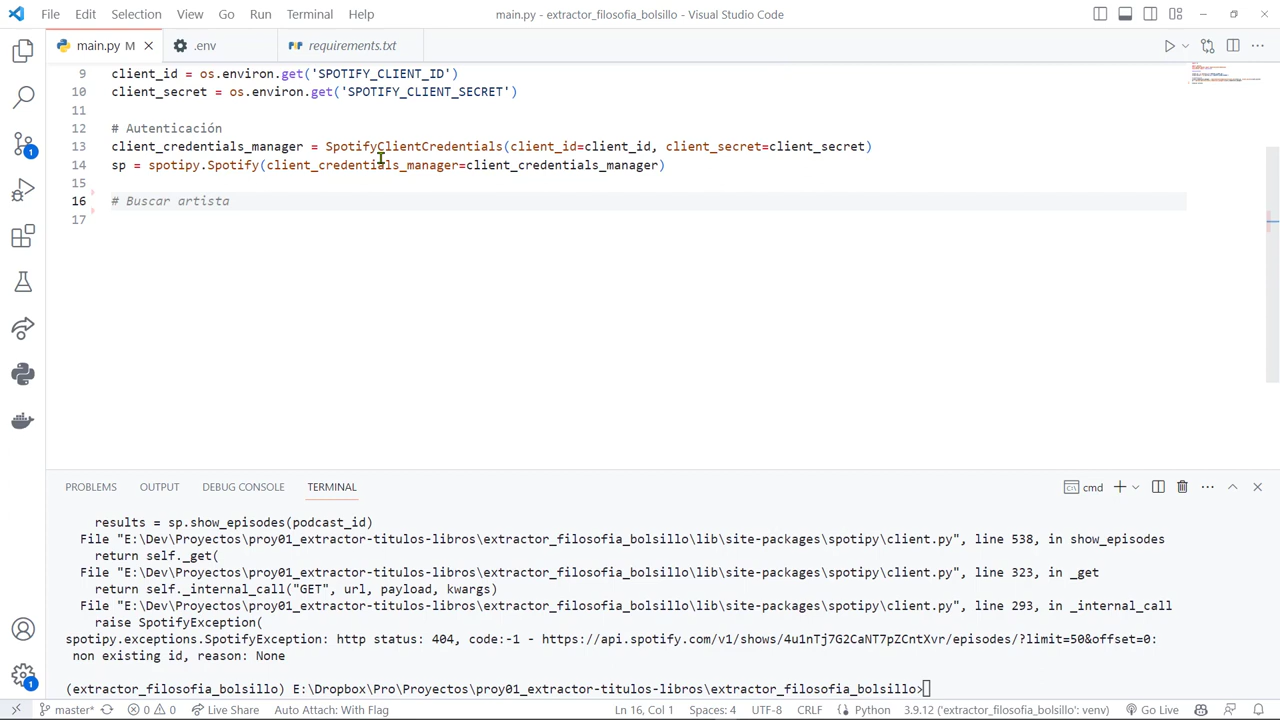 File Edit Selection View Go Run Terminal Help main.py - extractor_filosofia_bolsillo - Visual Studio Code
main.py M .env requirements.txt
9 client_id = os.environ.get('SPOTIFY_CLIENT_ID')
10 client_secret = os.environ.get('SPOTIFY_CLIENT_SECRET')
11
12 # Autenticación
13 client_credentials_manager = SpotifyClientCredentials(client_id=client_id, client_secret=client_secret)
14 sp = spotipy.Spotify(client_credentials_manager=client_credentials_manager)
15
16 # Buscar artista
17
1
PROBLEMS OUTPUT DEBUG CONSOLE TERMINAL cmd
results = sp.show_episodes(podcast_id)
File "E:\Dev\Proyectos\proy01_extractor-titulos-libros\extractor_filosofia_bolsillo\lib\site-packages\spotipy\client.py", line 538, in show_episodes
return self._get(
File "E:\Dev\Proyectos\proy01_extractor-titulos-libros\extractor_filosofia_bolsillo\lib\site-packages\spotipy\client.py", line 323, in _get
return self._internal_call("GET", url, payload, kwargs)
File "E:\Dev\Proyectos\proy01_extractor-titulos-libros\extractor_filosofia_bolsillo\lib\site-packages\spotipy\client.py", line 293, in _internal_call
raise SpotifyException(
spotipy.exceptions.SpotifyException: http status: 404, code:-1 - https://api.spotify.com/v1/shows/4u1nTj7G2CaNT7pZCntXvr/episodes/?limit=50&offset=0:
non existing id, reason: None
(extractor_filosofia_bolsillo) E:\Dropbox\Pro\Proyectos\proy01_extractor-titulos-libros\extractor_filosofia_bolsillo>
1
master* 0 0 Live Share Auto Attach: With Flag Ln 16, Col 1 Spaces: 4 UTF-8 CRLF Python 3.9.12 ('extractor_filosofia_bolsillo': venv) Go Live